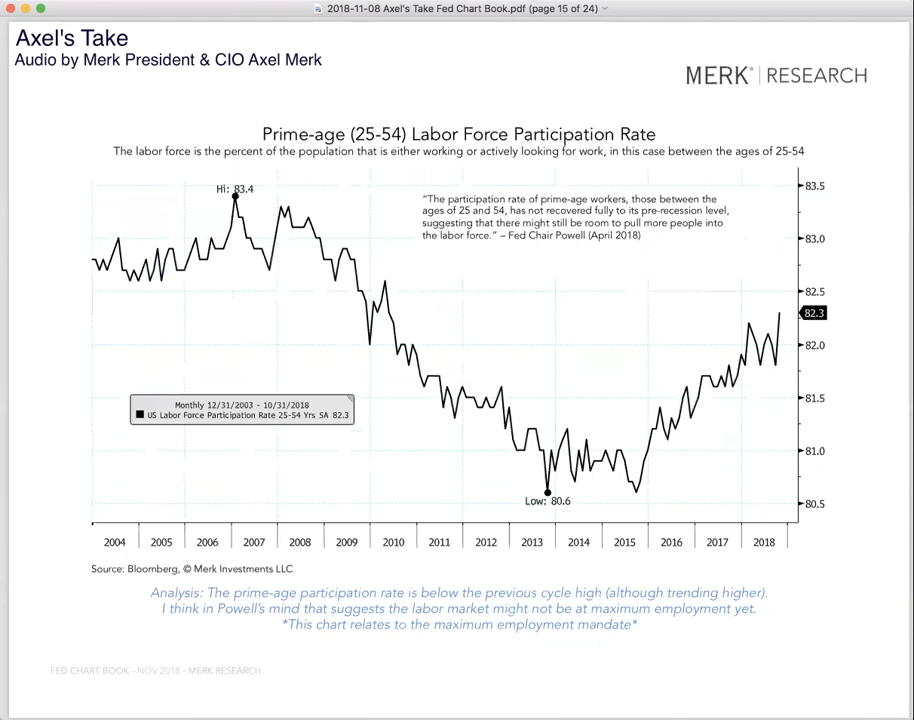 2018-11-08 Axel's Take Fed Chart Book.pdf (page 15 of 24)
Axel's Take
Audio by Merk President & CIO Axel Merk
MERK® | RESEARCH
Prime-age (25-54) Labor Force Participation Rate
The labor force is the percent of the population that is either working or actively looking for work, in this case between the ages of 25-54
Hi: 83.4
"The participation rate of prime-age workers, those between the
ages of 25 and 54, has not recovered fully to its pre-recession level,
suggesting that there might still be room to pull more people into
the labor force." – Fed Chair Powell (April 2018)
83.5
83.0
82.5
82.3
82.0
81.5
81.0
80.5
Monthly 12/31/2003 - 10/31/2018
US Labor Force Participation Rate 25-54 Yrs SA 82.3
Low: 80.6
2004 2005 2006 2007 2008 2009 2010 2011 2012 2013 2014 2015 2016 2017 2018
Source: Bloomberg, © Merk Investments LLC
Analysis: The prime-age participation rate is below the previous cycle high (although trending higher).
I think in Powell's mind that suggests the labor market might not be at maximum employment yet.
*This chart relates to the maximum employment mandate*
FED CHART BOOK - NOV 2018 - MERK RESEARCH